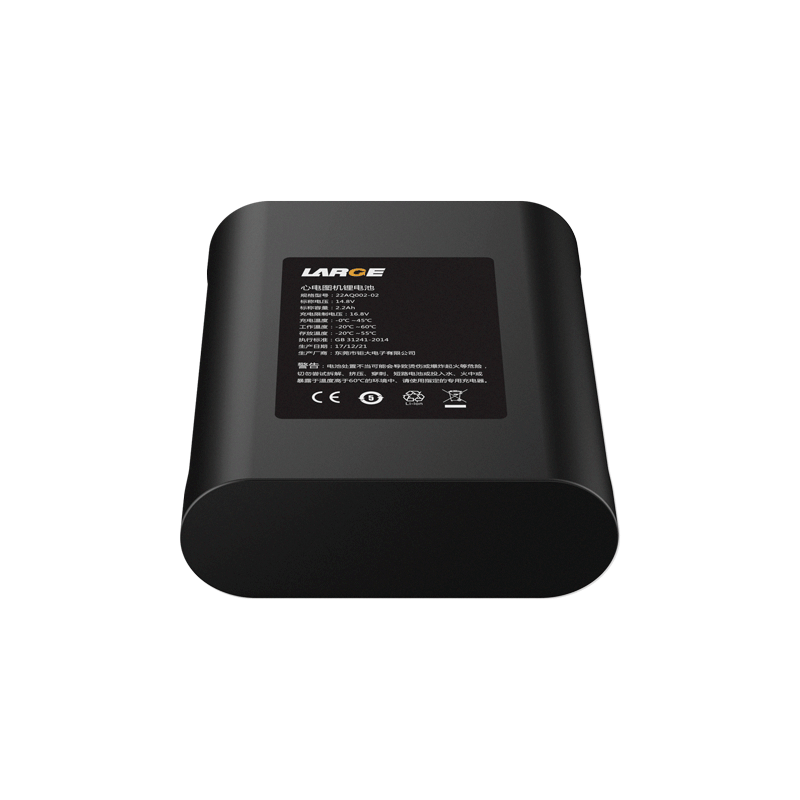 LARGE
心电图机锂电池
规格型号：22AQ002-02
标称电压：14.8V
标称容量：2.2Ah
充电限制电压：16.8V
充电温度：-0℃ ~45℃
工作温度：-20℃ ~60℃
存放温度：-20℃ ~55℃
执行标准：GB 31241-2014
生产日期：17/12/21
生产厂商：东莞市钜大电子有限公司
警告：电池处置不当可能会导致烫伤或爆炸起火等危险，
切勿尝试拆解、挤压、穿刺、短路电池或投入水、火中或
暴露于温度高于60℃的环境中，请使用指定的专用充电器。
CE 5 Li-ion